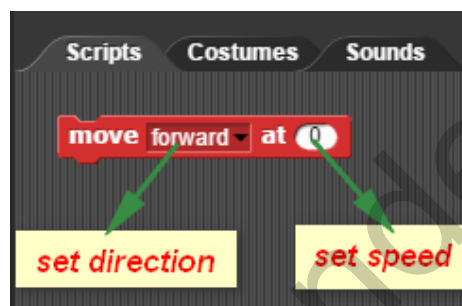 Scripts Costumes Sounds
move forward at 0
set direction set speed